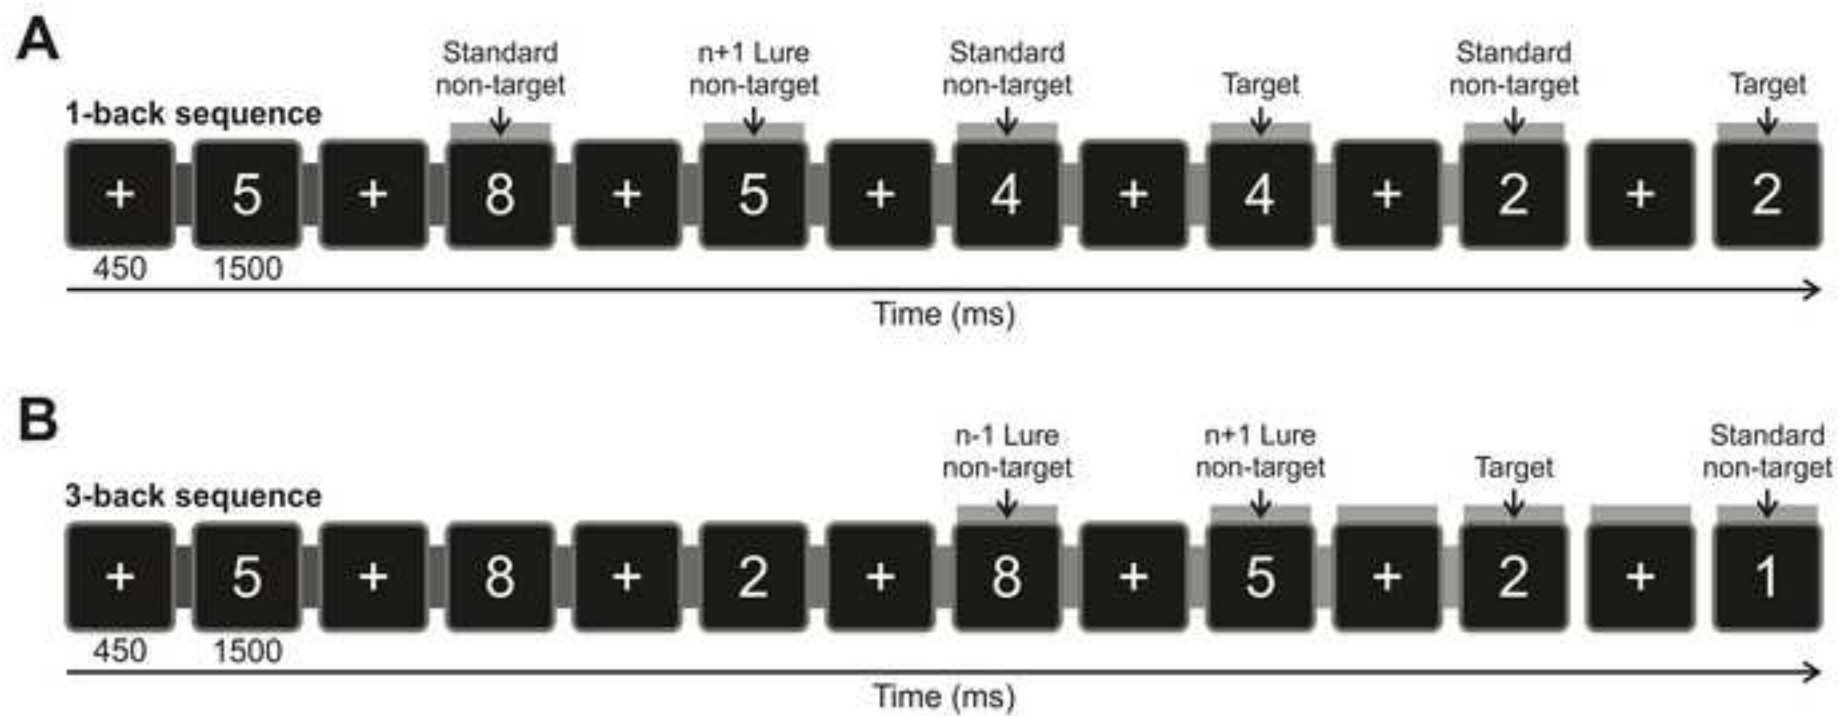 A
Standard non-target
n+1 Lure non-target
Standard non-target
Target
Standard non-target
Target
1-back sequence
+ 5 + 8 + 5 + 4 + 4 + 2 + 2
450 1500
Time (ms)
B
n-1 Lure non-target
n+1 Lure non-target
Target
Standard non-target
3-back sequence
+ 5 + 8 + 2 + 8 + 5 + 2 + 1
450 1500
Time (ms)